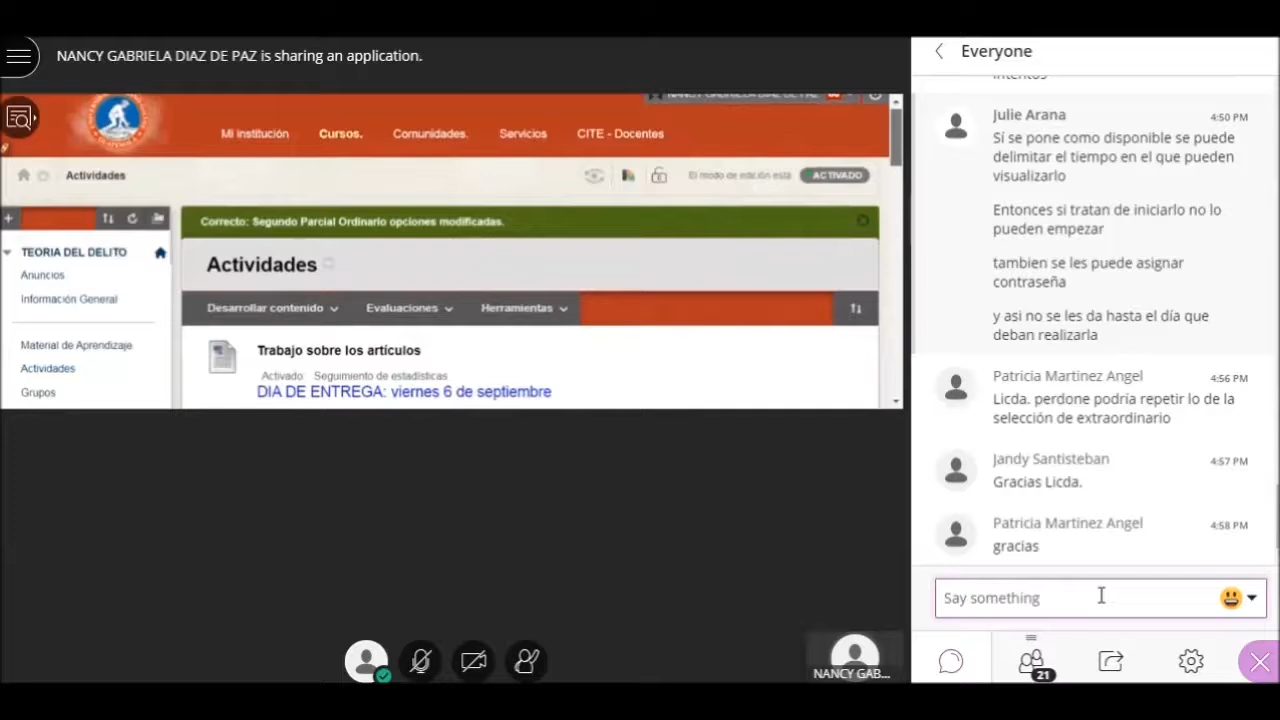 NANCY GABRIELA DIAZ DE PAZ is sharing an application.
NANCY GABRIELA DIAZ DE PAZ
Mi Institución
Cursos.
Comunidades.
Servicios
CITE - Docentes
Actividades
El modo de edición está
ACTIVADO
Correcto: Segundo Parcial Ordinario opciones modificadas.
TEORIA DEL DELITO
Anuncios
Información General
Material de Aprendizaje
Actividades
Grupos
Actividades
Desarrollar contenido
Evaluaciones
Herramientas
Trabajo sobre los artículos
Activado: Seguimiento de estadísticas
DIA DE ENTREGA: viernes 6 de septiembre
NANCY GAB...
Everyone
intentos
Julie Arana
4:50 PM
Sí se pone como disponible se puede
delimitar el tiempo en el que pueden
visualizarlo
Entonces si tratan de iniciarlo no lo
pueden empezar
tambien se les puede asignar
contraseña
y asi no se les da hasta el día que
deban realizarla
Patricia Martinez Angel
4:56 PM
Licda. perdone podría repetir lo de la
selección de extraordinario
Jandy Santisteban
4:57 PM
Gracias Licda.
Patricia Martinez Angel
4:58 PM
gracias
Say something
21